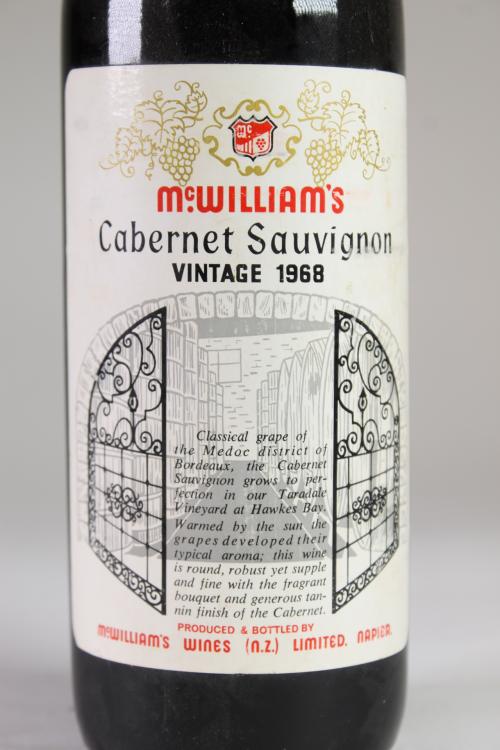 Mc
McWILLIAM'S
Cabernet Sauvignon
VINTAGE 1968
Classical grape of
the Medoc district of
Bordeaux, the Cabernet
Sauvignon grows to per-
fection in our Taradale
Vineyard at Hawkes Bay.
Warmed by the sun the
grapes developed their
typical aroma; this wine
is round, robust yet supple
and fine with the fragrant
bouquet and generous tan-
nin finish of the Cabernet.
PRODUCED & BOTTLED BY
McWILLIAM'S WINES (N.Z.) LIMITED. NAPIER.